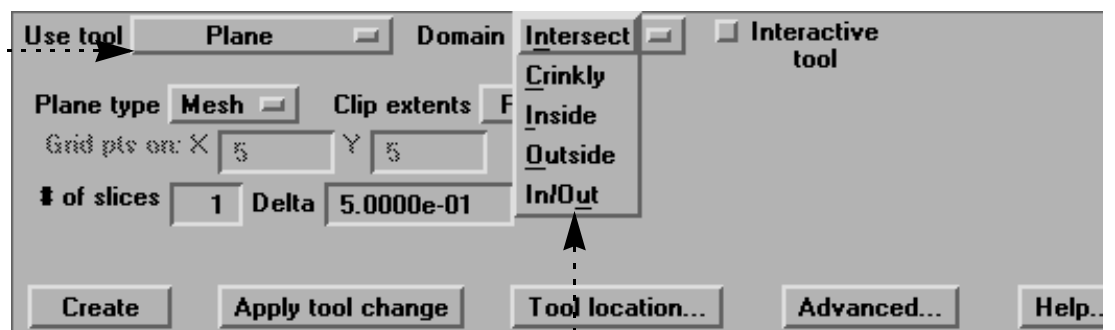 Use tool Plane Domain Intersect Interactive tool
Crinkly
Plane type Mesh Clip extents F
Inside
Grid pts on: X 5 Y 5
Outside
# of slices 1 Delta 5.0000e-01
In/Out
Create Apply tool change Tool location... Advanced... Help..